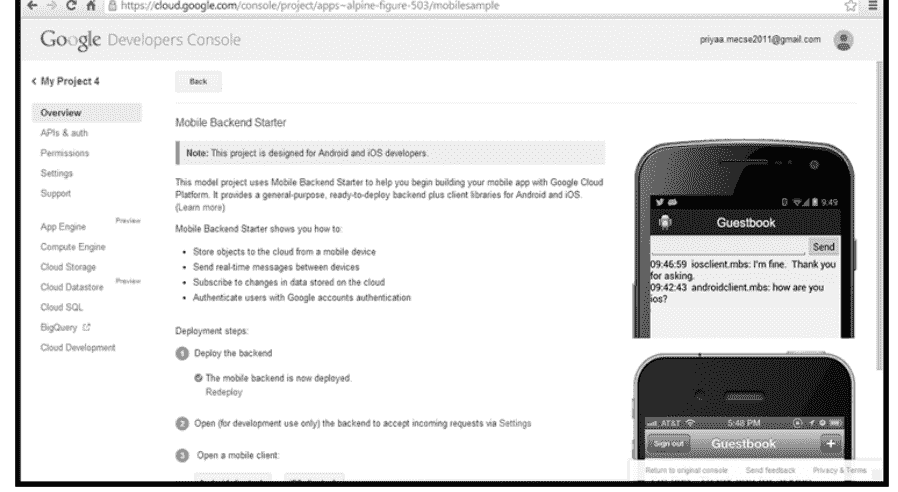 https://cloud.google.com/console/project/apps~alpine-figure-503/mobilesample
Google Developers Console
priyaa.mecse2011@gmail.com
< My Project 4
Back
Overview
APIs & auth
Permissions
Settings
Support
App Engine Preview
Compute Engine
Cloud Storage
Cloud Datastore Preview
Cloud SQL
BigQuery
Cloud Development
Mobile Backend Starter
Note: This project is designed for Android and iOS developers.
This model project uses Mobile Backend Starter to help you begin building your mobile app with Google Cloud
Platform. It provides a general-purpose, ready-to-deploy backend plus client libraries for Android and iOS.
(Learn more)
Mobile Backend Starter shows you how to:
• Store objects to the cloud from a mobile device
• Send real-time messages between devices
• Subscribe to changes in data stored on the cloud
• Authenticate users with Google accounts authentication
Deployment steps:
1 Deploy the backend
The mobile backend is now deployed.
Redeploy
2 Open (for development use only) the backend to accept incoming requests via Settings
3 Open a mobile client:
9:49
Guestbook
Send
09:46:59 iosclient.mbs: I'm fine. Thank you
for asking.
09:42:43 androidclient.mbs: how are you
ios?
AT&T 5:48 PM
Sign out Guestbook +
Return to original console Send feedback Privacy & Terms